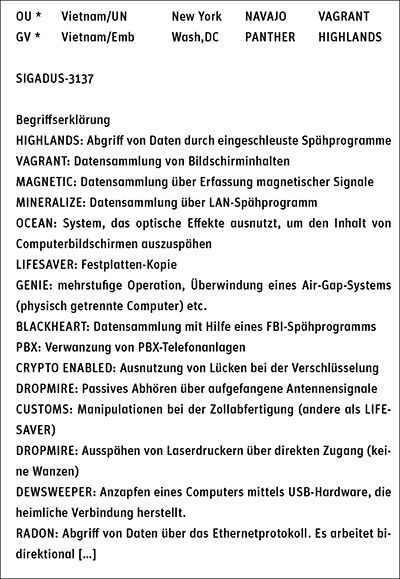 OU * Vietnam/UN New York NAVAJO VAGRANT
GV * Vietnam/Emb Wash,DC PANTHER HIGHLANDS
SIGADUS-3137
Begriffserklärung
HIGHLANDS: Abgriff von Daten durch eingeschleuste Spähprogramme
VAGRANT: Datensammlung von Bildschirminhalten
MAGNETIC: Datensammlung über Erfassung magnetischer Signale
MINERALIZE: Datensammlung über LAN-Spähprogramm
OCEAN: System, das optische Effekte ausnutzt, um den Inhalt von
Computerbildschirmen auszuspähen
LIFESAVER: Festplatten-Kopie
GENIE: mehrstufige Operation, Überwindung eines Air-Gap-Systems
(physisch getrennte Computer) etc.
BLACKHEART: Datensammlung mit Hilfe eines FBI-Spähprogramms
PBX: Verwanzung von PBX-Telefonanlagen
CRYPTO ENABLED: Ausnutzung von Lücken bei der Verschlüsselung
DROPMIRE: Passives Abhören über aufgefangene Antennensignale
CUSTOMS: Manipulationen bei der Zollabfertigung (andere als LIFE-
SAVER)
DROPMIRE: Ausspähen von Laserdruckern über direkten Zugang (kei-
ne Wanzen)
DEWSWEEPER: Anzapfen eines Computers mittels USB-Hardware, die
heimliche Verbindung herstellt.
RADON: Abgriff von Daten über das Ethernetprotokoll. Es arbeitet bi-
direktional [...]